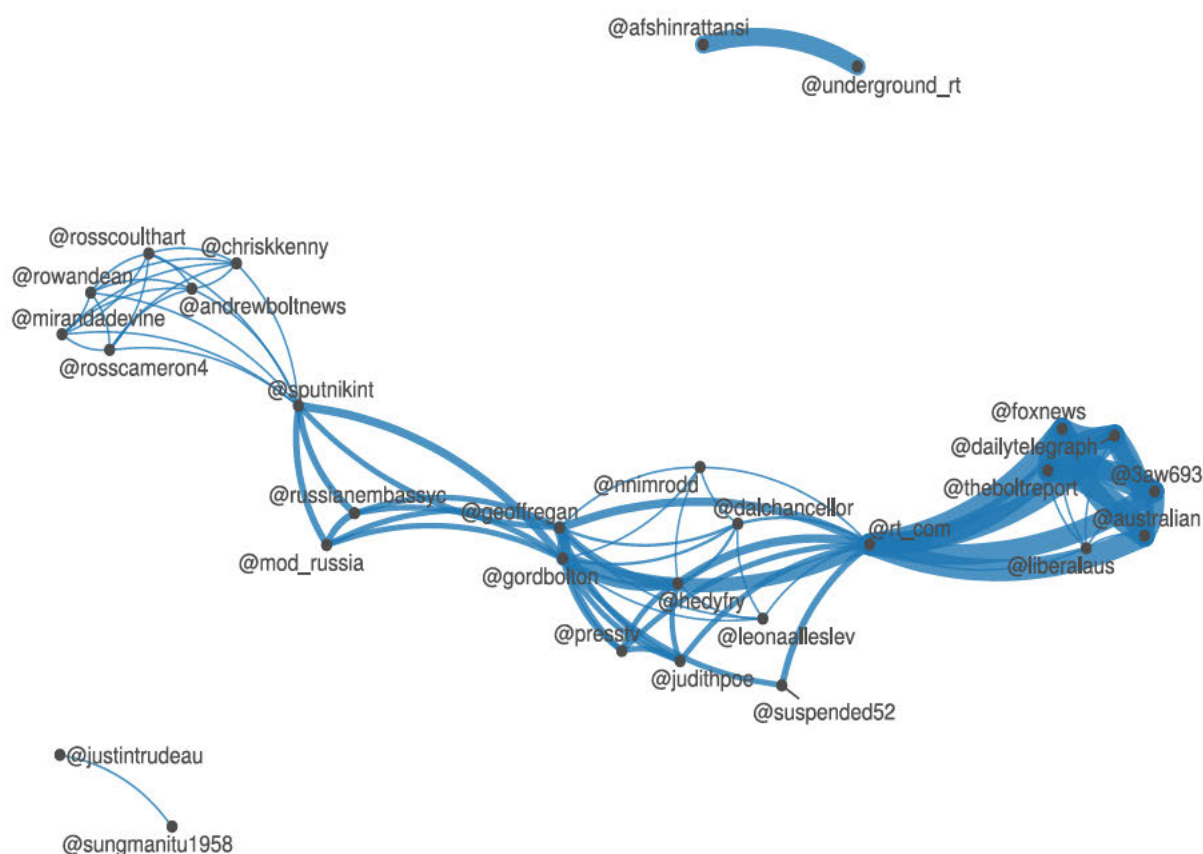 @afshinrattansi
@underground_rt
@rosscoulthart
@chriskkenny
@rowandean
@andrewboltnews
@mirandadevine
@rosscameron4
@sputnikint
@foxnews
@dailytelegraph
@3aw693
@nnimrodd
@theboltreport
@russianembassyc
@geoffregan
@dalchancellor
@rt_com
@australian
@mod_russia
@gordbolton
@liberalaus
@hedyfry
@presstv
@leonaalleslev
@judithpoe
@suspended52
@justintrudeau
@sungmanitu1958